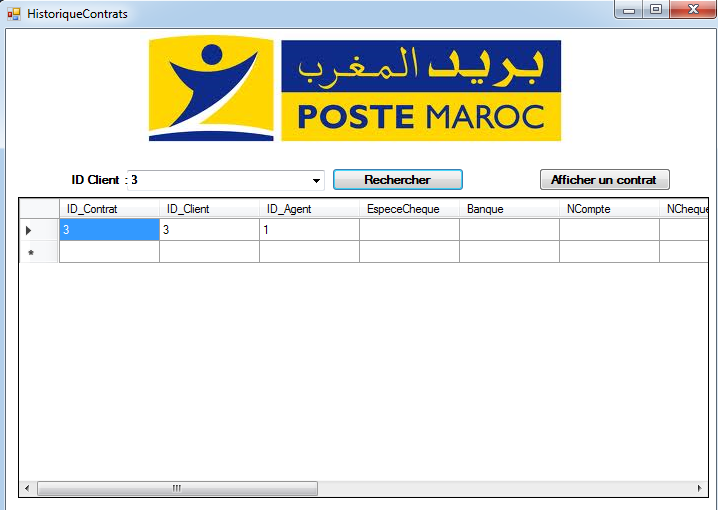 HistoriqueContrats
بريد المغرب
POSTE MAROC
ID Client : 3 Rechercher Afficher un contrat
ID_Contrat ID_Client ID_Agent EspeceCheque Banque NCompte NCheque
3 3 1
*